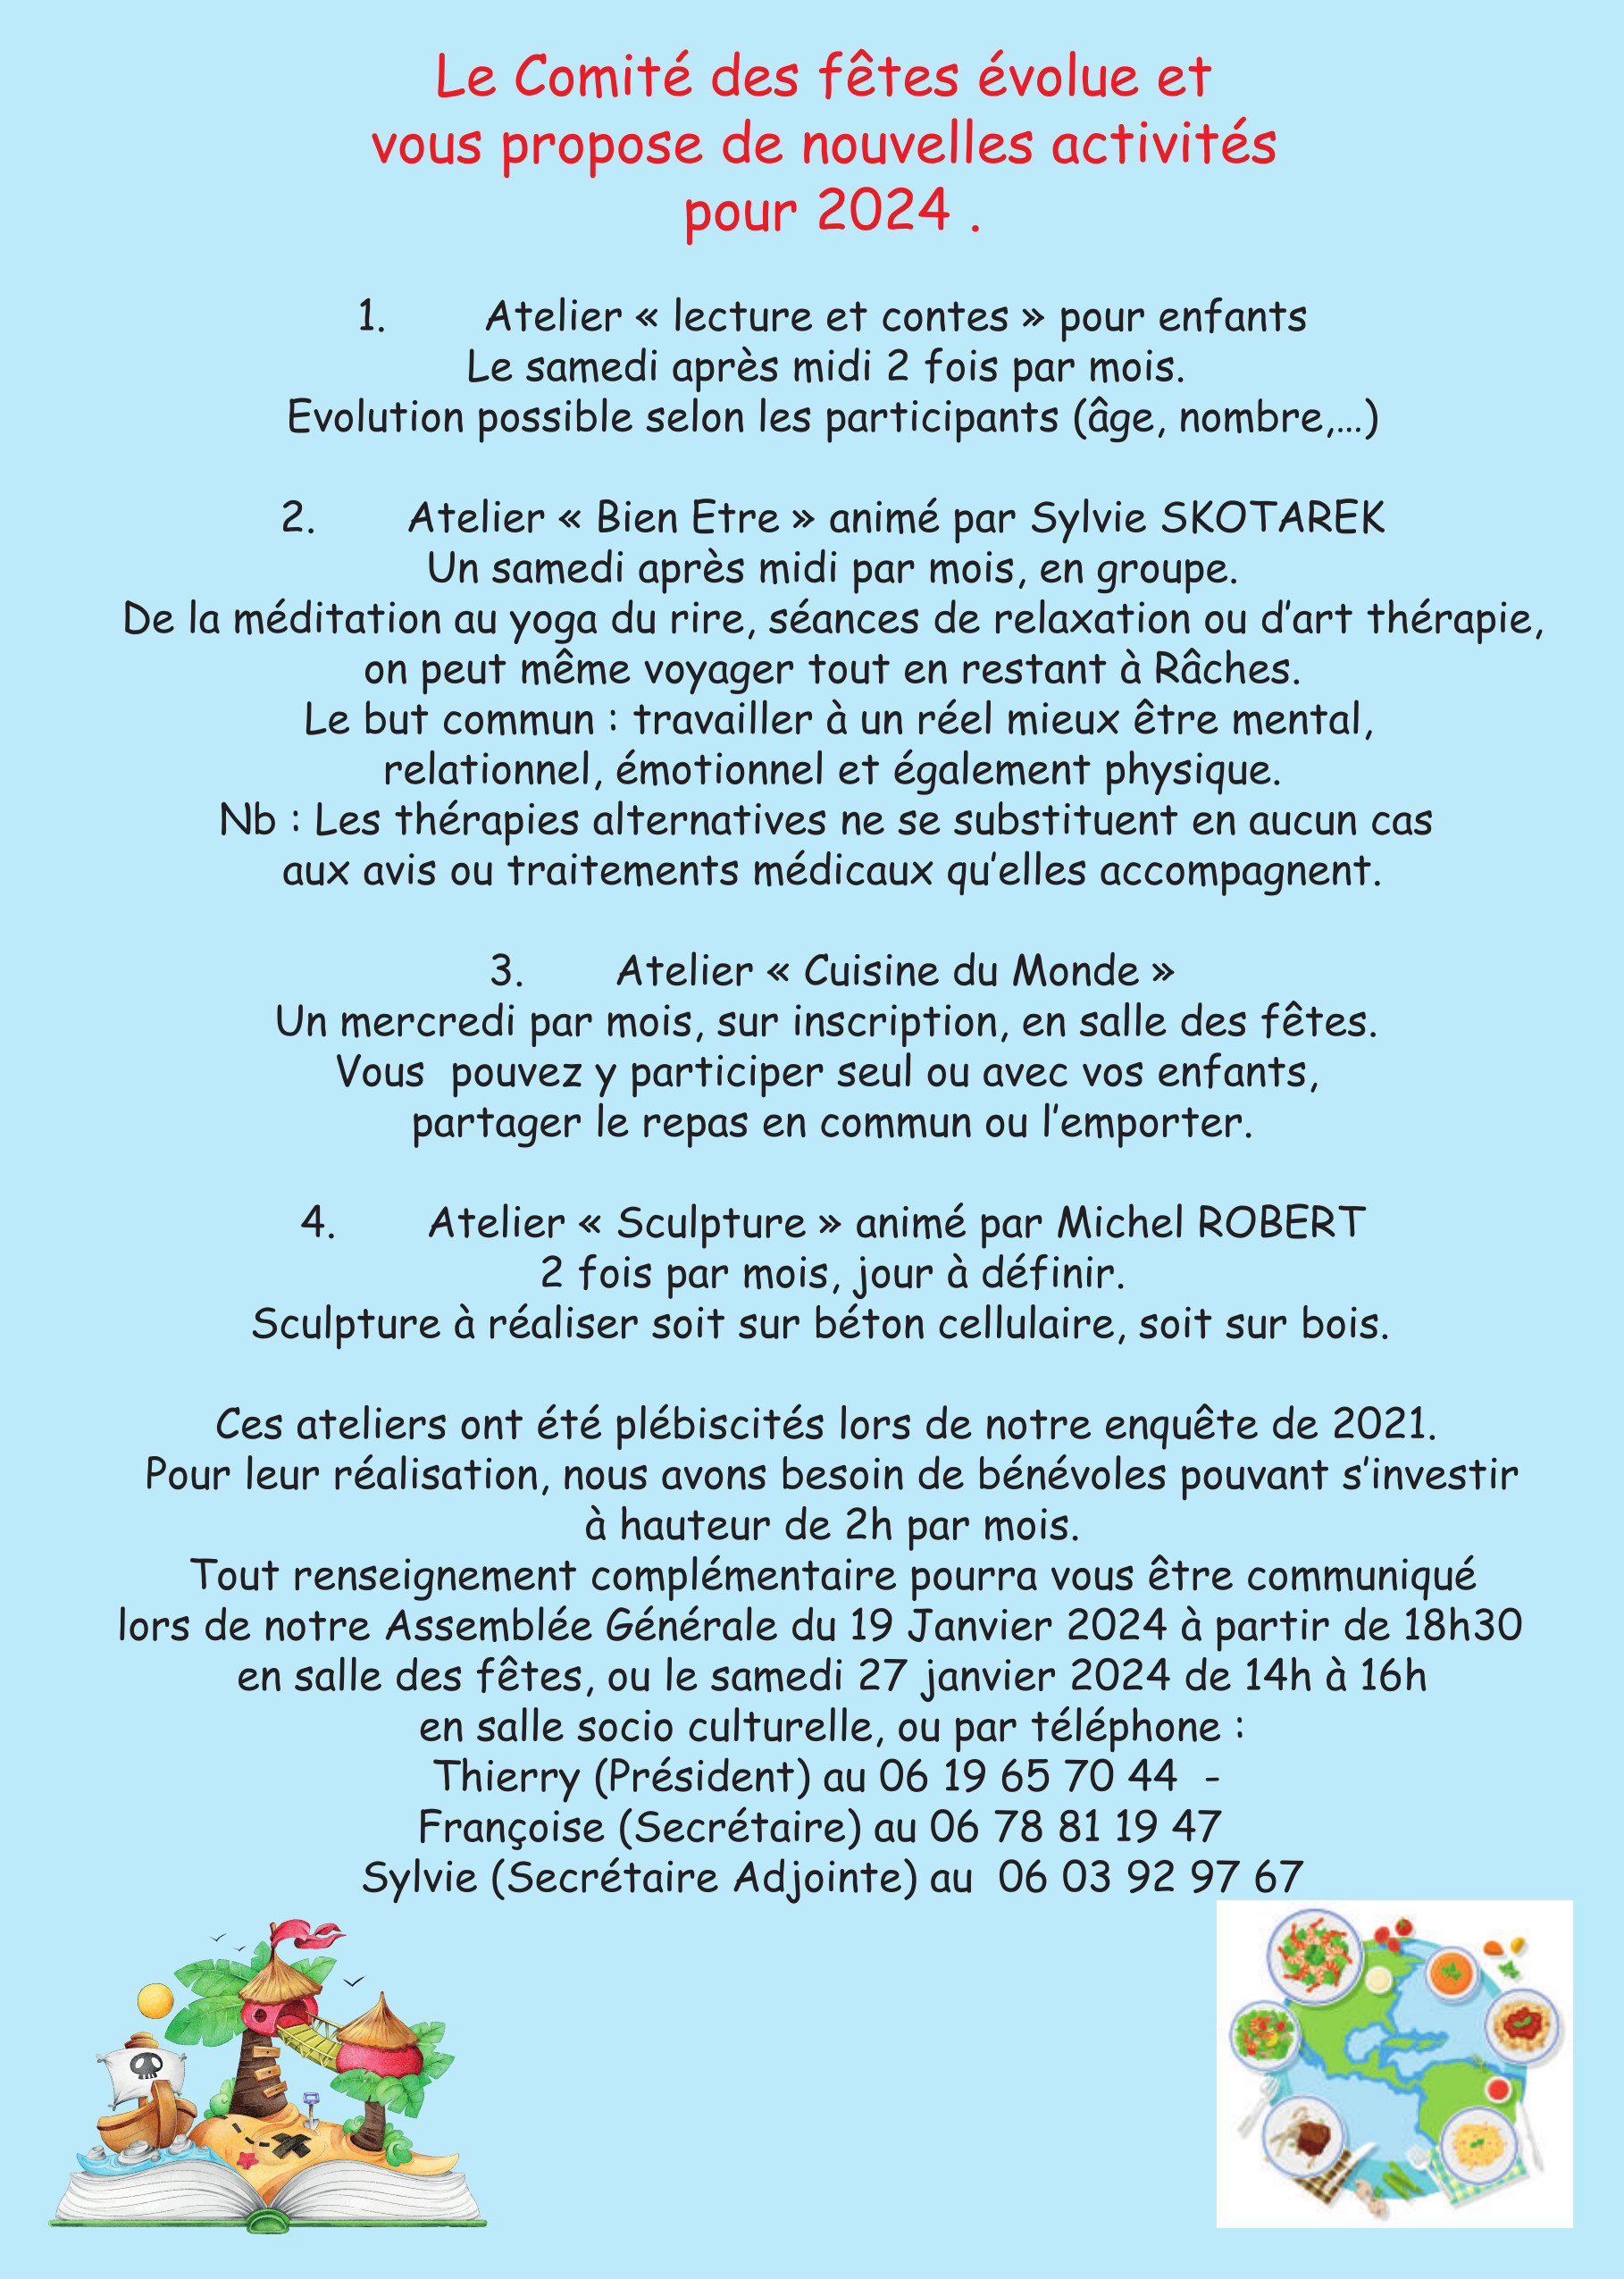 Le Comité des fêtes évolue et
vous propose de nouvelles activités
pour 2024 .
1. Atelier « lecture et contes » pour enfants
Le samedi après midi 2 fois par mois.
Evolution possible selon les participants (âge, nombre,...)
2. Atelier « Bien Etre » animé par Sylvie SKOTAREK
Un samedi après midi par mois, en groupe.
De la méditation au yoga du rire, séances de relaxation ou d’art thérapie,
on peut même voyager tout en restant à Râches.
Le but commun : travailler à un réel mieux être mental,
relationnel, émotionnel et également physique.
Nb : Les thérapies alternatives ne se substituent en aucun cas
aux avis ou traitements médicaux qu’elles accompagnent.
3. Atelier « Cuisine du Monde »
Un mercredi par mois, sur inscription, en salle des fêtes.
Vous pouvez y participer seul ou avec vos enfants,
partager le repas en commun ou l’emporter.
4. Atelier « Sculpture » animé par Michel ROBERT
2 fois par mois, jour à définir.
Sculpture à réaliser soit sur béton cellulaire, soit sur bois.
Ces ateliers ont été plébiscités lors de notre enquête de 2021.
Pour leur réalisation, nous avons besoin de bénévoles pouvant s’investir
à hauteur de 2h par mois.
Tout renseignement complémentaire pourra vous être communiqué
lors de notre Assemblée Générale du 19 Janvier 2024 à partir de 18h30
en salle des fêtes, ou le samedi 27 janvier 2024 de 14h à 16h
en salle socio culturelle, ou par téléphone :
Thierry (Président) au 06 19 65 70 44 -
Françoise (Secrétaire) au 06 78 81 19 47
Sylvie (Secrétaire Adjointe) au 06 03 92 97 67